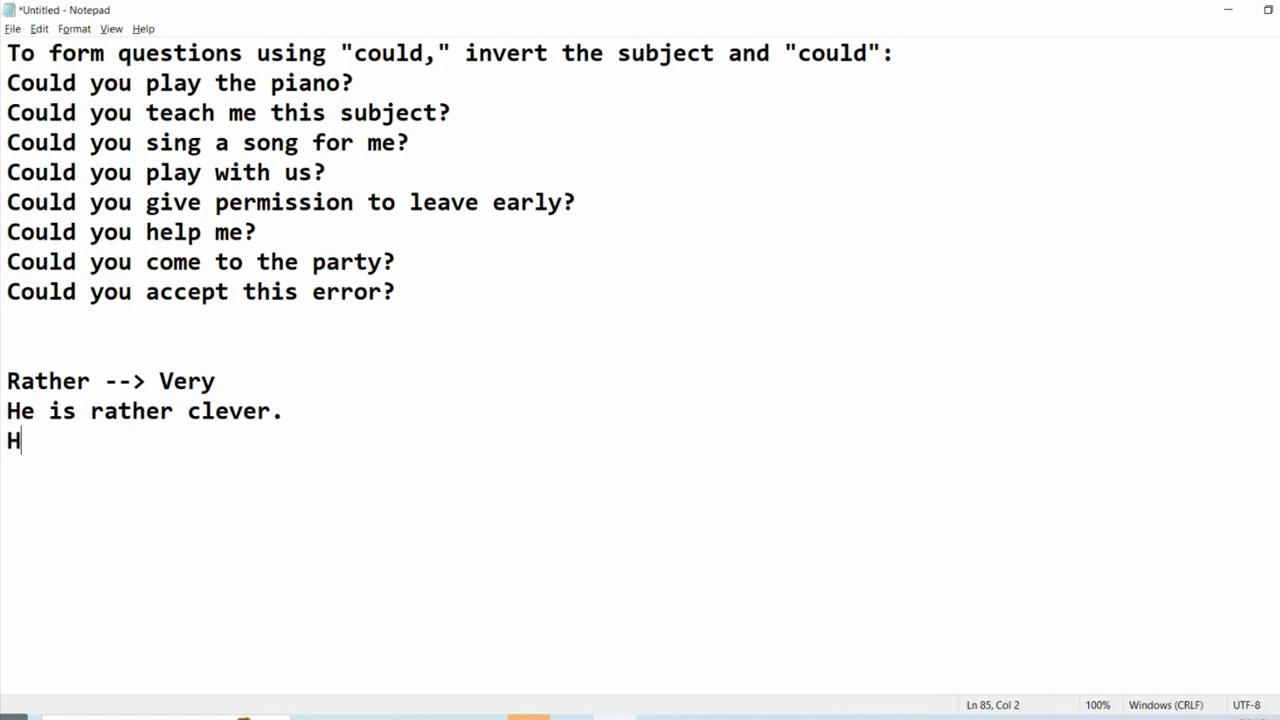 *Untitled - Notepad
File Edit Format View Help
To form questions using "could," invert the subject and "could":
Could you play the piano?
Could you teach me this subject?
Could you sing a song for me?
Could you play with us?
Could you give permission to leave early?
Could you help me?
Could you come to the party?
Could you accept this error?
Rather --> Very
He is rather clever.
H
Ln 85, Col 2 100% Windows (CRLF) UTF-8